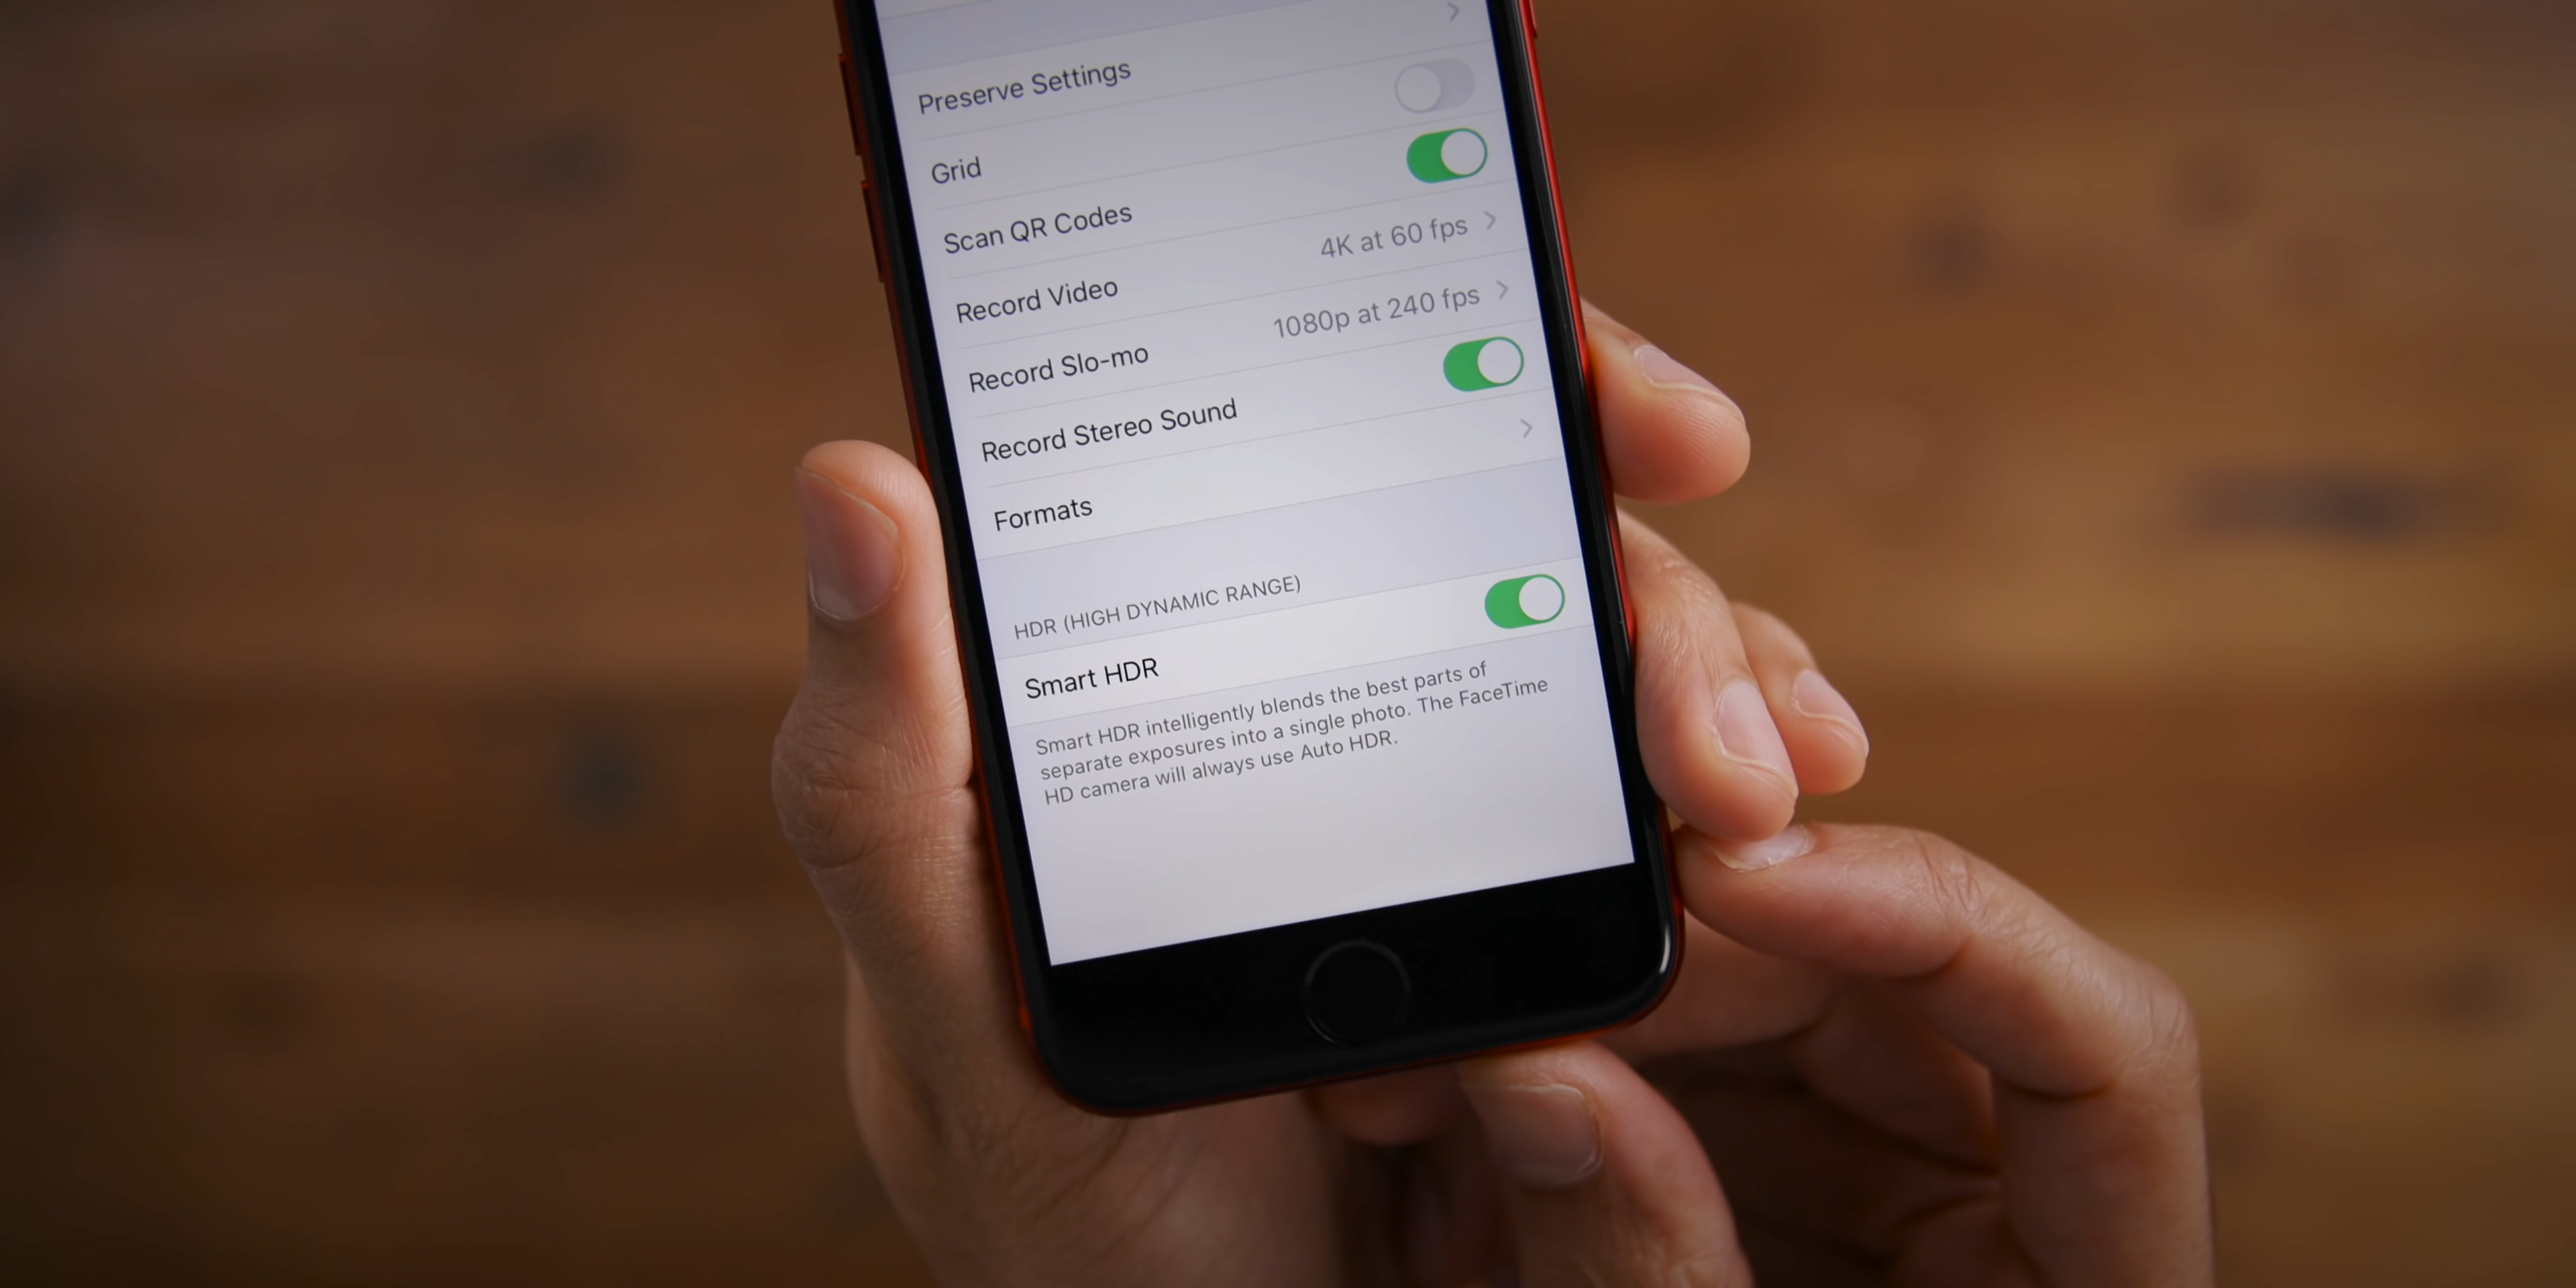 Preserve Settings
Grid
Scan QR Codes
Record Video 4K at 60 fps
Record Slo-mo 1080p at 240 fps
Record Stereo Sound
Formats
HDR (HIGH DYNAMIC RANGE)
Smart HDR
Smart HDR intelligently blends the best parts of
separate exposures into a single photo. The FaceTime
HD camera will always use Auto HDR.